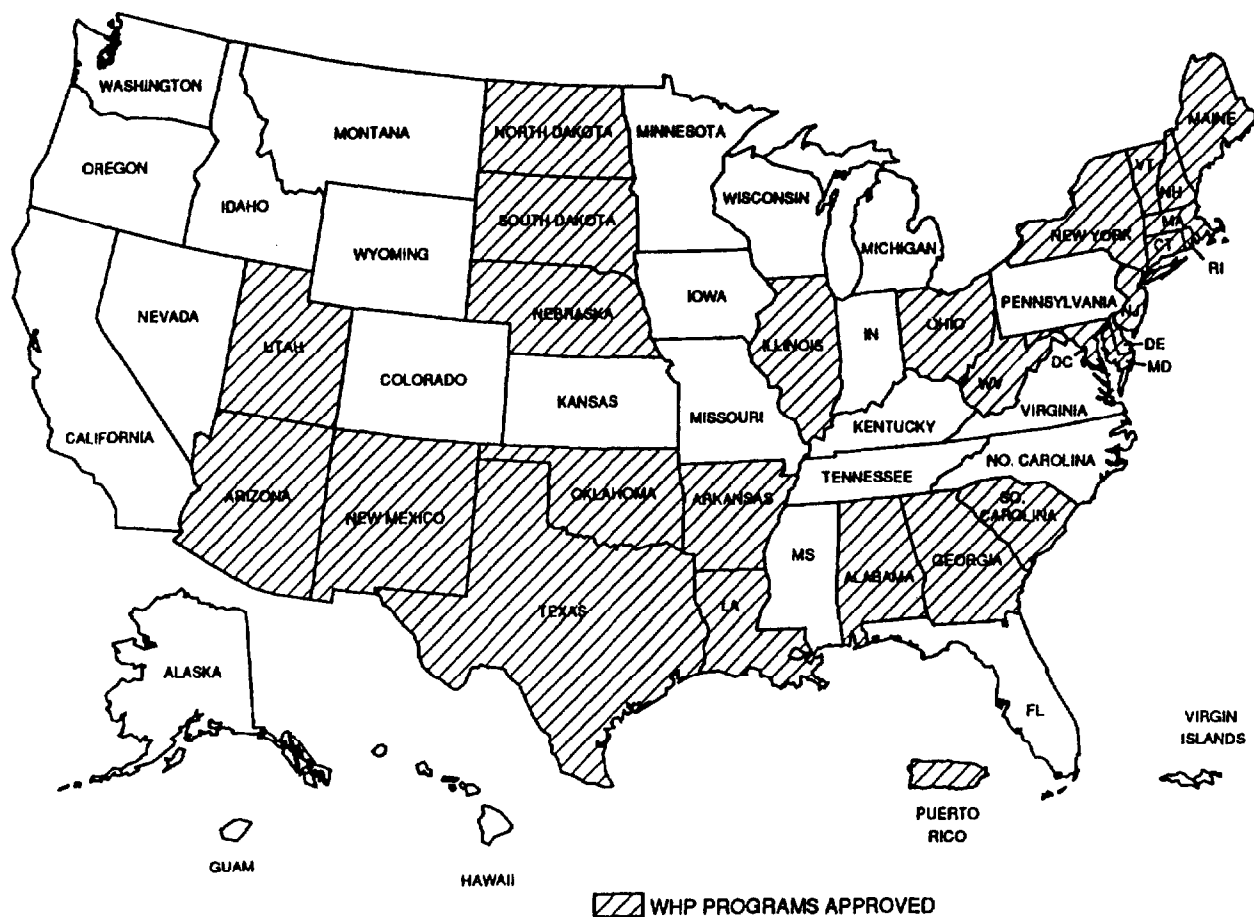 WASHINGTON
OREGON
IDAHO
MONTANA
WYOMING
NEVADA
CALIFORNIA
UTAH
COLORADO
ARIZONA
NEW MEXICO
NORTH DAKOTA
SOUTH DAKOTA
NEBRASKA
KANSAS
OKLAHOMA
TEXAS
MINNESOTA
IOWA
MISSOURI
ARKANSAS
LA
WISCONSIN
ILLINOIS
MICHIGAN
IN
OHIO
KENTUCKY
TENNESSEE
MS
ALABAMA
GEORGIA
FL
SO.
CAROLINA
NO. CAROLINA
VIRGINIA
WV
PENNSYLVANIA
NEW YORK
MAINE
VT
NH
MA
CT
RI
NJ
DE
MD
DC
ALASKA
GUAM
HAWAII
PUERTO
RICO
VIRGIN
ISLANDS
WHP PROGRAMS APPROVED